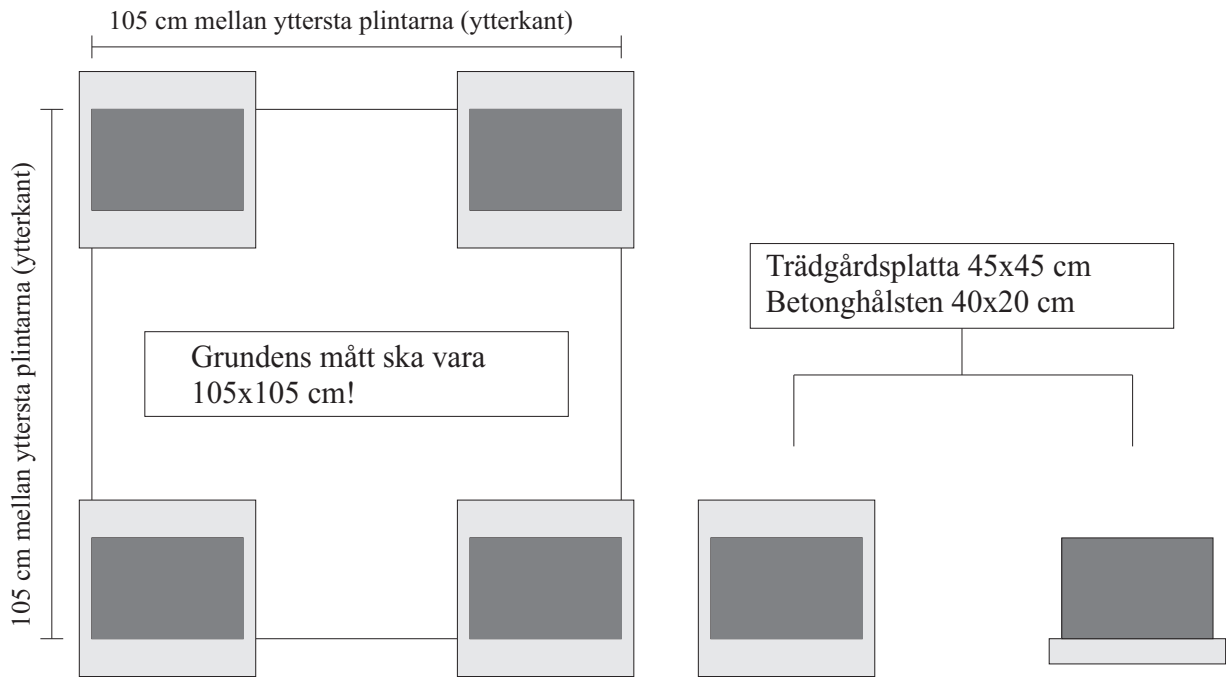 105 cm mellan yttersta plintarna (ytterkant)
105 cm mellan yttersta plintarna (ytterkant)
Trädgårdsplatta 45x45 cm
Betonghålsten 40x20 cm
Grundens mått ska vara
105x105 cm!